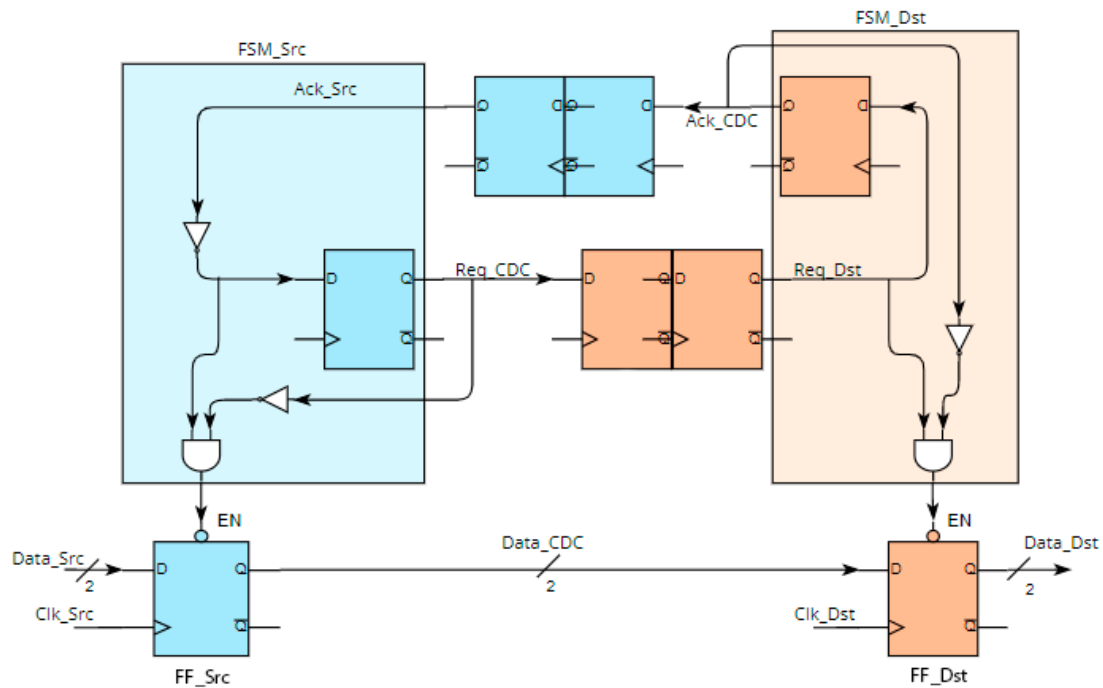 FSM_Dst
FSM_Src
Ack_Src
Q
D
Q
D
Q
D
Ack_CDC
Q
Q
Q
D
Q
Req_CDC
D
Q
D
Q
Req_Dst
Q
Q
Q
EN
EN
Data_Src
2
D
Q
Data_CDC
2
D
Q
Data_Dst
2
Clk_Src
Q
Clk_Dst
Q
FF_Src
FF_Dst